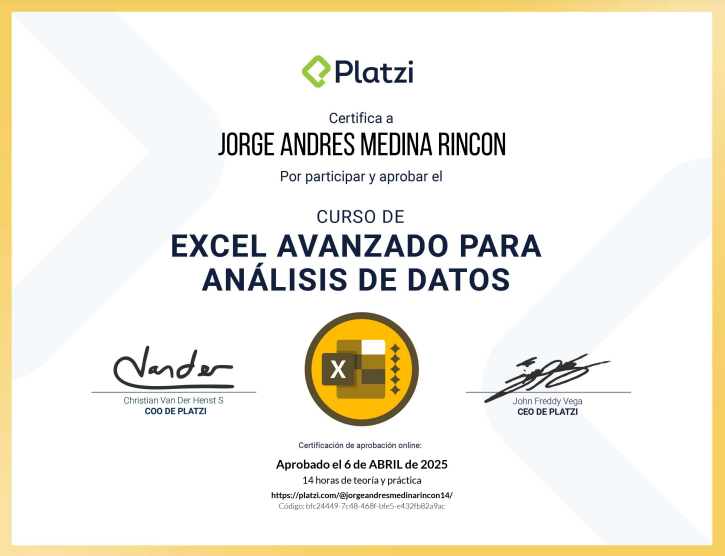 Platzi
Certifica a
JORGE ANDRES MEDINA RINCON
Por participar y aprobar el
CURSO DE
EXCEL AVANZADO PARA
ANÁLISIS DE DATOS
Vander
X
Christian Van Der Henst S
COO DE PLATZI
John Freddy Vega
CEO DE PLATZI
Certificación de aprobación online:
Aprobado el 6 de ABRIL de 2025
14 horas de teoría y práctica
https://platzi.com/@jorgeandresmedinarincon14/
Código: bfc24449-7c48-468f-bfe5-e432fb82a9ac